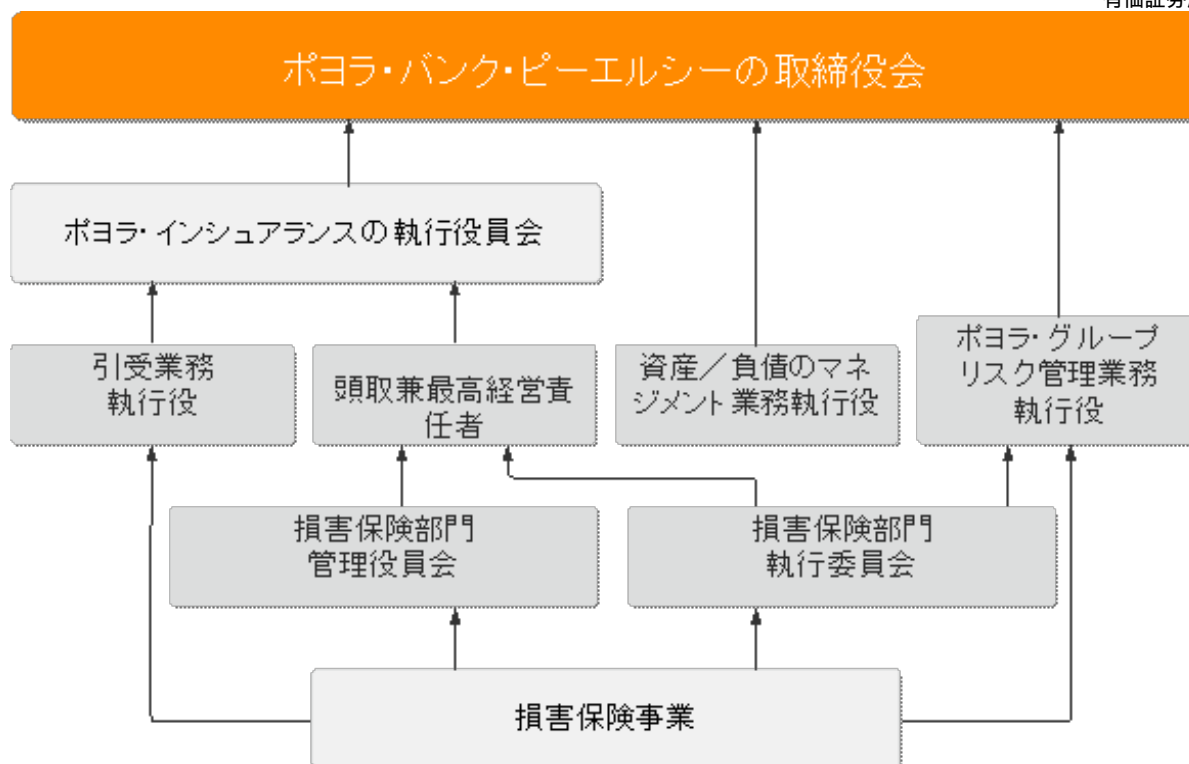 ポヨラ・バンク・ピーエルシーの取締役会
ポヨラ・インシュアランスの執行役員会
引受業務
執行役
頭取兼最高経営責
任者
資産／負債のマネ
ジメント業務執行役
ポヨラ・グループ
リスク管理業務
執行役
損害保険部門
管理役員会
損害保険部門
執行委員会
損害保険事業